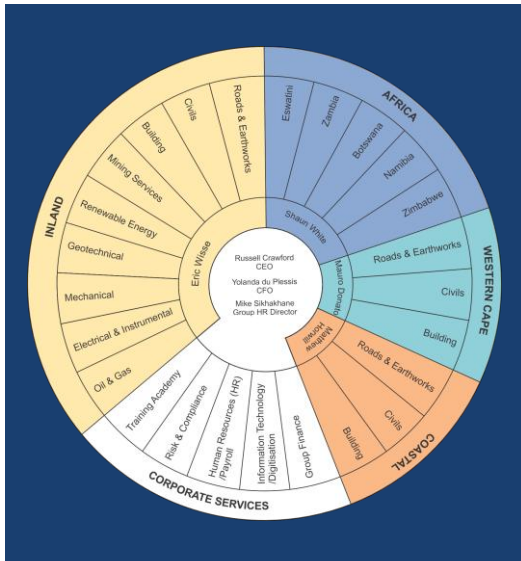 Russell Crawford
CEO
Yolanda du Plessis
CFO
Mike Sikhakhane
Group HR Director
INLAND
Eric Wisse
Oil & Gas
Electrical & Instrumental
Mechanical
Geotechnical
Renewable Energy
Mining Services
Building
Civils
Roads & Earthworks
AFRICA
Shaun White
Eswatini
Zambia
Botswana
Namibia
Zimbabwe
WESTERN CAPE
Mauro Donato
Roads & Earthworks
Civils
Building
COASTAL
Matthew
Horwill
Roads & Earthworks
Civils
Building
CORPORATE SERVICES
Training Academy
Risk & Compliance
Human Resources (HR)
/Payroll
Information Technology
/Digitisation
Group Finance